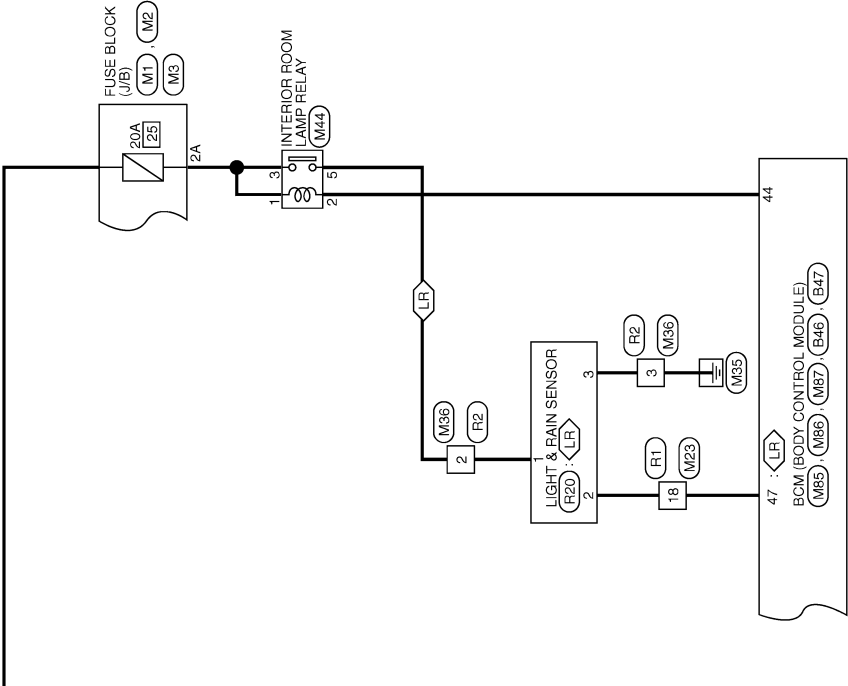 FUSE BLOCK
(J/B)
M1 , M2
M3
20A
25
2A
INTERIOR ROOM
LAMP RELAY
M44
3
5
1
2
44
LR
M36
R2
2
1
LIGHT & RAIN SENSOR
R20 : LR
3
2
R2
M36
3
M35
R1
M23
18
47 : LR
BCM (BODY CONTROL MODULE)
M85 , M86 , M87 , B46 , B47